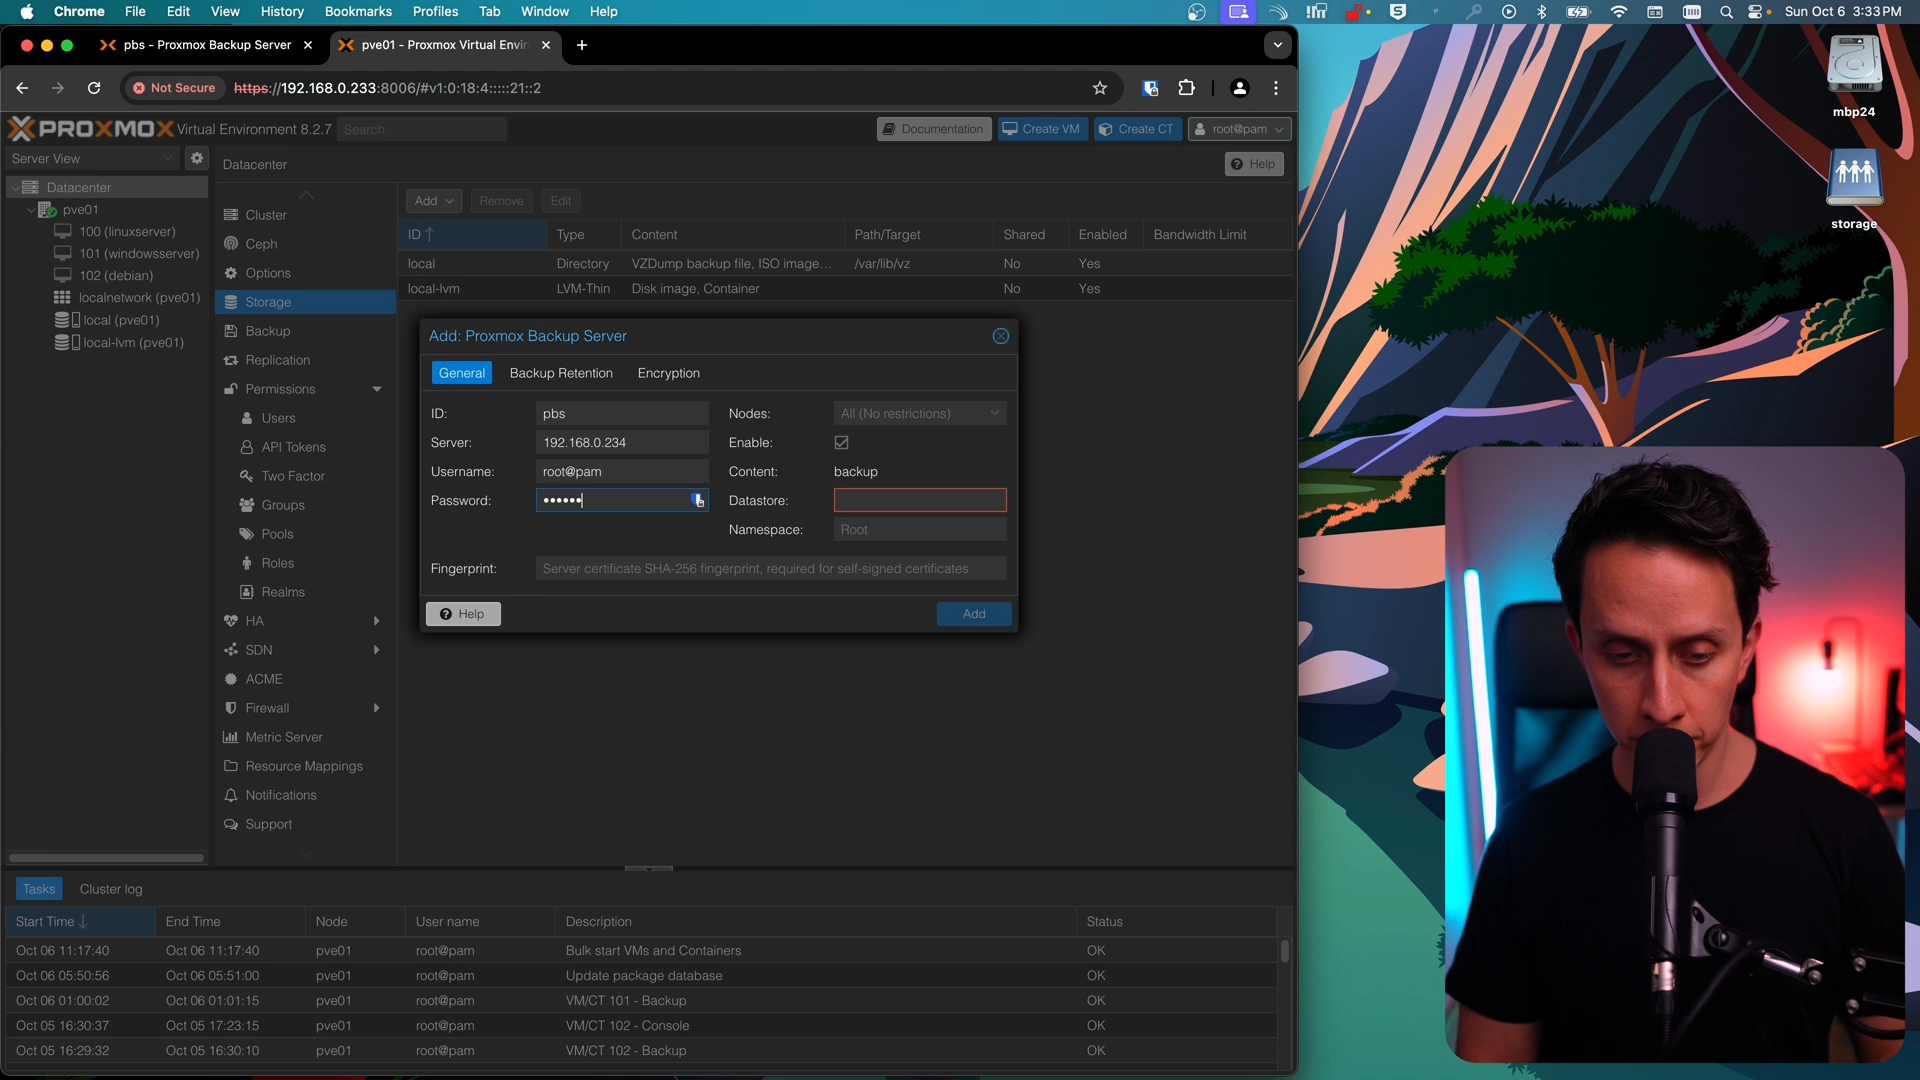 Chrome File Edit View History Bookmarks Profiles Tab Window Help
Sun Oct 6 3:33 PM
pbs - Proxmox Backup Server
pve01 - Proxmox Virtual Envir
Not Secure https://192.168.0.233:8006/#v1:0:18:4:::::21::2
PROXMOX Virtual Environment 8.2.7 Search
Documentation Create VM Create CT root@pam
Server View
Datacenter
Help
Datacenter
pve01
100 (linuxserver)
101 (windowsserver)
102 (debian)
localnetwork (pve01)
local (pve01)
local-lvm (pve01)
Cluster
Ceph
Options
Storage
Backup
Replication
Permissions
Users
API Tokens
Two Factor
Groups
Pools
Roles
Realms
HA
SDN
ACME
Firewall
Metric Server
Resource Mappings
Notifications
Support
Add Remove Edit
ID Type Content Path/Target Shared Enabled Bandwidth Limit
local Directory VZDump backup file, ISO image... /var/lib/vz No Yes
local-lvm LVM-Thin Disk image, Container No Yes
Add: Proxmox Backup Server
General Backup Retention Encryption
ID: pbs Nodes: All (No restrictions)
Server: 192.168.0.234 Enable:
Username: root@pam Content: backup
Password: •••••• Datastore:
Namespace: Root
Fingerprint: Server certificate SHA-256 fingerprint, required for self-signed certificates
Help Add
Tasks Cluster log
Start Time End Time Node User name Description Status
Oct 06 11:17:40 Oct 06 11:17:40 pve01 root@pam Bulk start VMs and Containers OK
Oct 06 05:50:56 Oct 06 05:51:00 pve01 root@pam Update package database OK
Oct 06 01:00:02 Oct 06 01:01:15 pve01 root@pam VM/CT 101 - Backup OK
Oct 05 16:30:37 Oct 05 17:23:15 pve01 root@pam VM/CT 102 - Console OK
Oct 05 16:29:32 Oct 05 16:30:10 pve01 root@pam VM/CT 102 - Backup OK
mbp24
storage